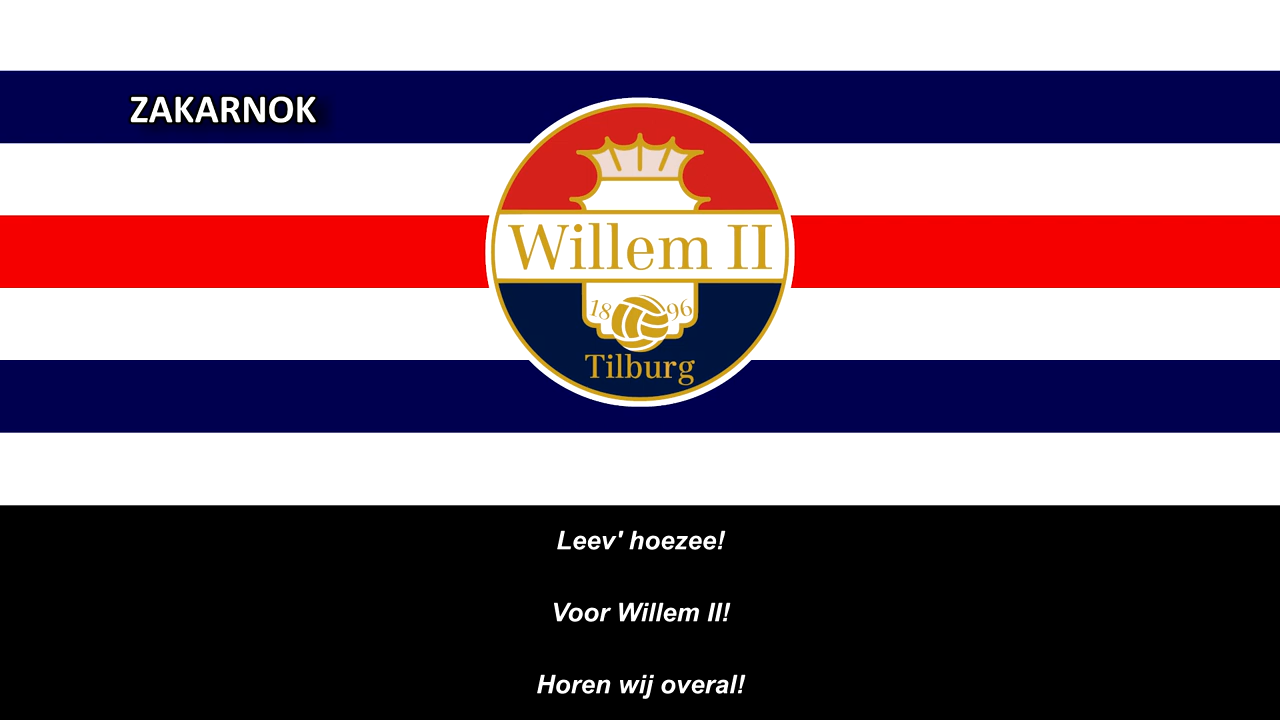 ZAKARNOK
Willem II
18 96
Tilburg
Leev' hoezee!
Voor Willem II!
Horen wij overal!